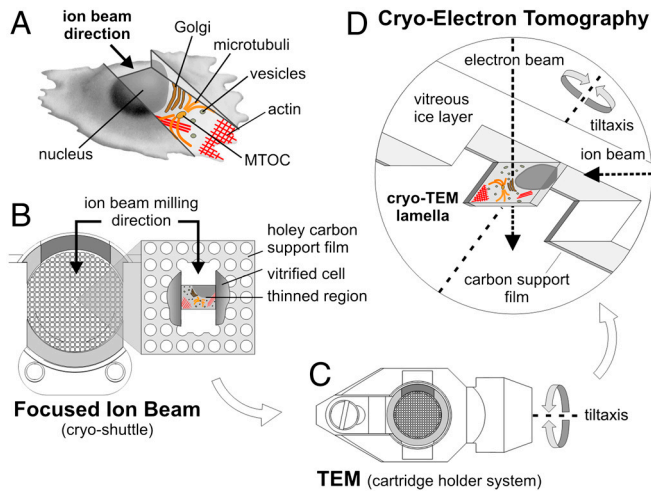 A
ion beam
direction
Golgi
microtubuli
vesicles
actin
MTOC
nucleus
B
ion beam milling
direction
holey carbon
support film
vitrified cell
thinned region
Focused Ion Beam
(cryo-shuttle)
C
tiltaxis
TEM (cartridge holder system)
D
Cryo-Electron Tomography
electron beam
vitreous
ice layer
tiltaxis
ion beam
cryo-TEM
lamella
carbon support
film